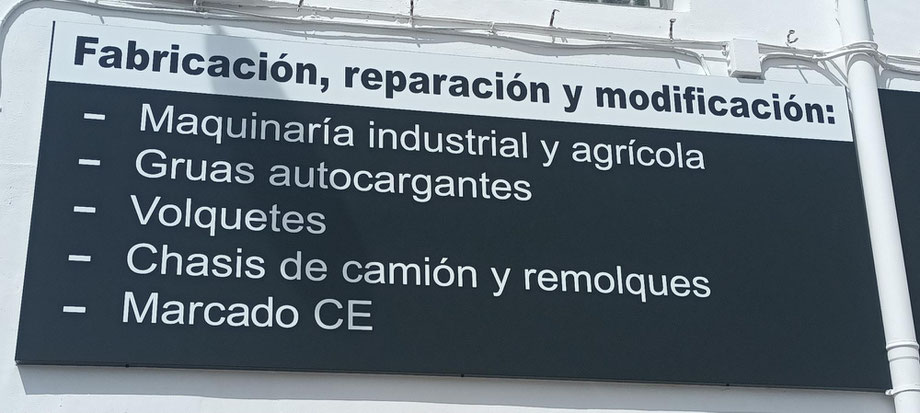 Fabricación, reparación y modificación:
- Maquinaría industrial y agrícola
- Gruas autocargantes
- Volquetes
- Chasis de camión y remolques
- Marcado CE